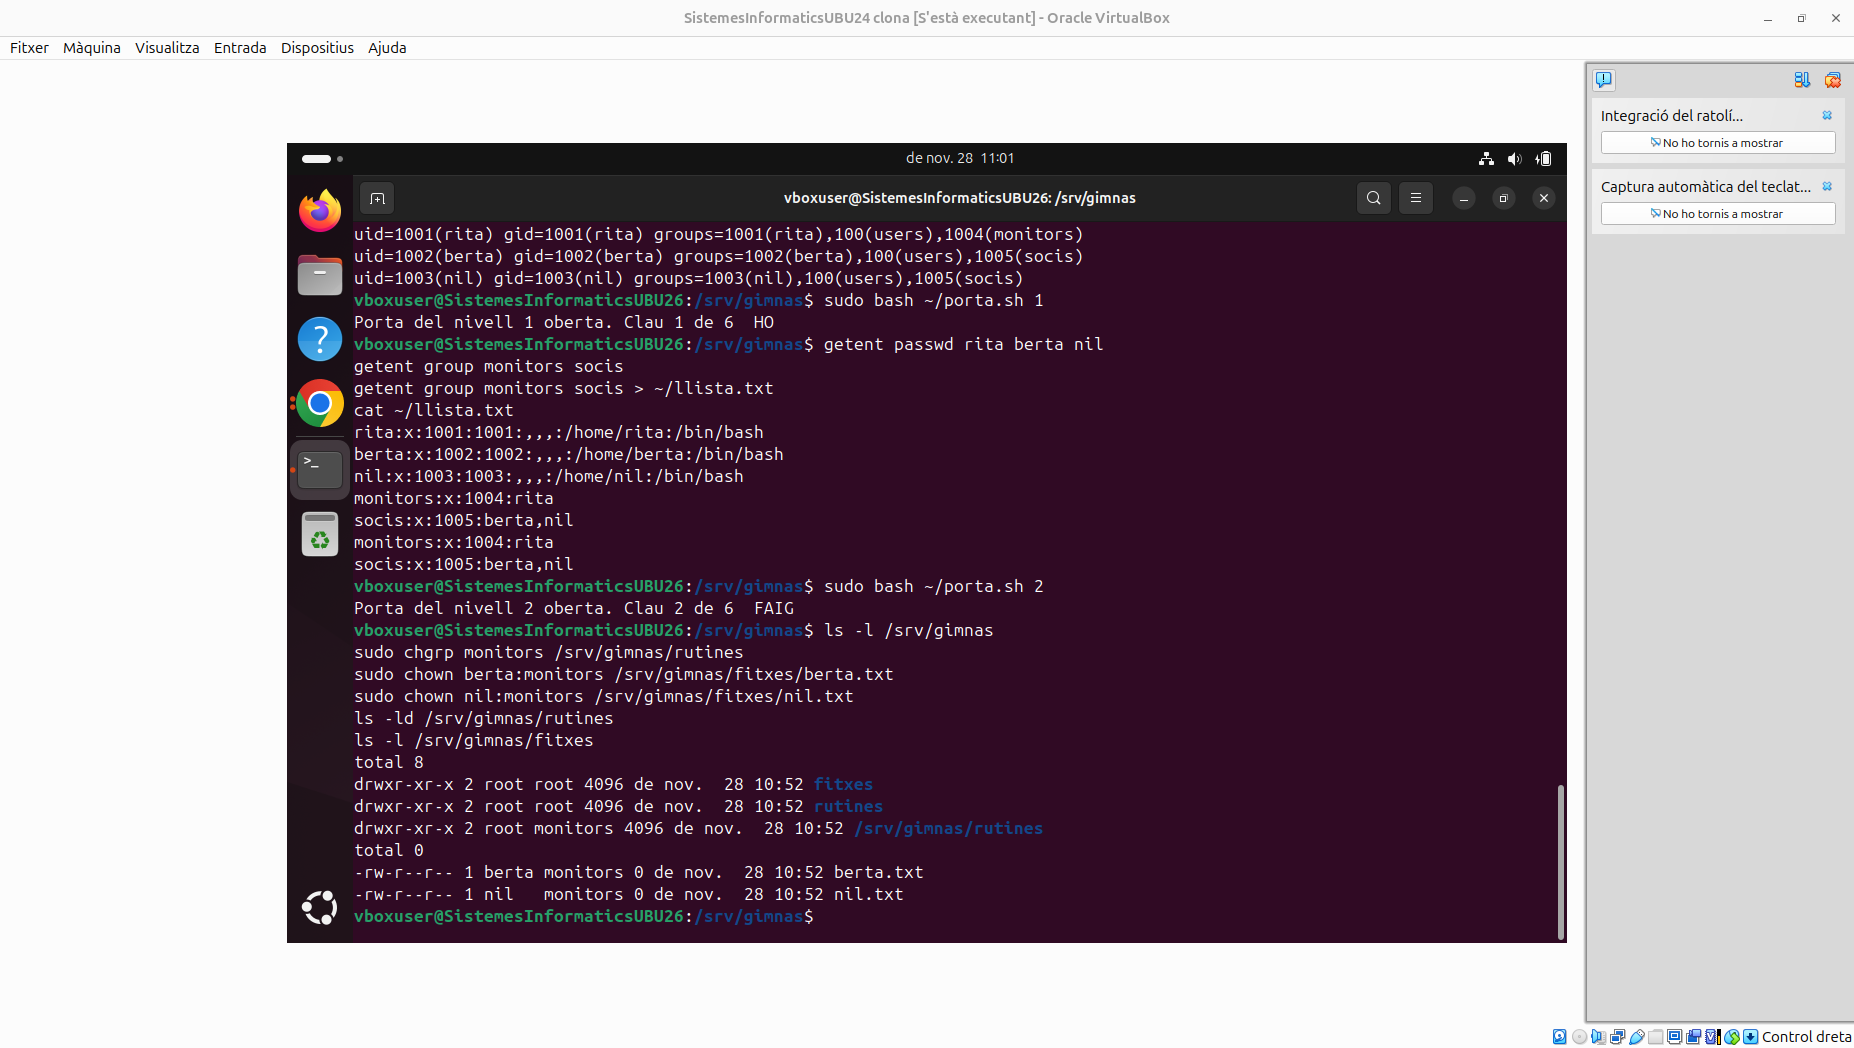 SistemesInformaticsUBU24 clona [S'està executant] - Oracle VirtualBox
Fitxer Màquina Visualitza Entrada Dispositius Ajuda
Integració del ratolí...
No ho tornis a mostrar
Captura automàtica del teclat...
No ho tornis a mostrar
de nov. 28 11:01
vboxuser@SistemesInformaticsUBU26: /srv/gimnas
uid=1001(rita) gid=1001(rita) groups=1001(rita),100(users),1004(monitors)
uid=1002(berta) gid=1002(berta) groups=1002(berta),100(users),1005(socis)
uid=1003(nil) gid=1003(nil) groups=1003(nil),100(users),1005(socis)
vboxuser@SistemesInformaticsUBU26:/srv/gimnas$ sudo bash ~/porta.sh 1
Porta del nivell 1 oberta. Clau 1 de 6  HO
vboxuser@SistemesInformaticsUBU26:/srv/gimnas$ getent passwd rita berta nil
getent group monitors socis
getent group monitors socis > ~/llista.txt
cat ~/llista.txt
rita:x:1001:1001:,,,:/home/rita:/bin/bash
berta:x:1002:1002:,,,:/home/berta:/bin/bash
nil:x:1003:1003:,,,:/home/nil:/bin/bash
monitors:x:1004:rita
socis:x:1005:berta,nil
monitors:x:1004:rita
socis:x:1005:berta,nil
vboxuser@SistemesInformaticsUBU26:/srv/gimnas$ sudo bash ~/porta.sh 2
Porta del nivell 2 oberta. Clau 2 de 6  FAIG
vboxuser@SistemesInformaticsUBU26:/srv/gimnas$ ls -l /srv/gimnas
sudo chgrp monitors /srv/gimnas/rutines
sudo chown berta:monitors /srv/gimnas/fitxes/berta.txt
sudo chown nil:monitors /srv/gimnas/fitxes/nil.txt
ls -ld /srv/gimnas/rutines
ls -l /srv/gimnas/fitxes
total 8
drwxr-xr-x 2 root root 4096 de nov.  28 10:52 fitxes
drwxr-xr-x 2 root root 4096 de nov.  28 10:52 rutines
drwxr-xr-x 2 root monitors 4096 de nov.  28 10:52 /srv/gimnas/rutines
total 0
-rw-r--r-- 1 berta monitors 0 de nov.  28 10:52 berta.txt
-rw-r--r-- 1 nil   monitors 0 de nov.  28 10:52 nil.txt
vboxuser@SistemesInformaticsUBU26:/srv/gimnas$
Control dreta